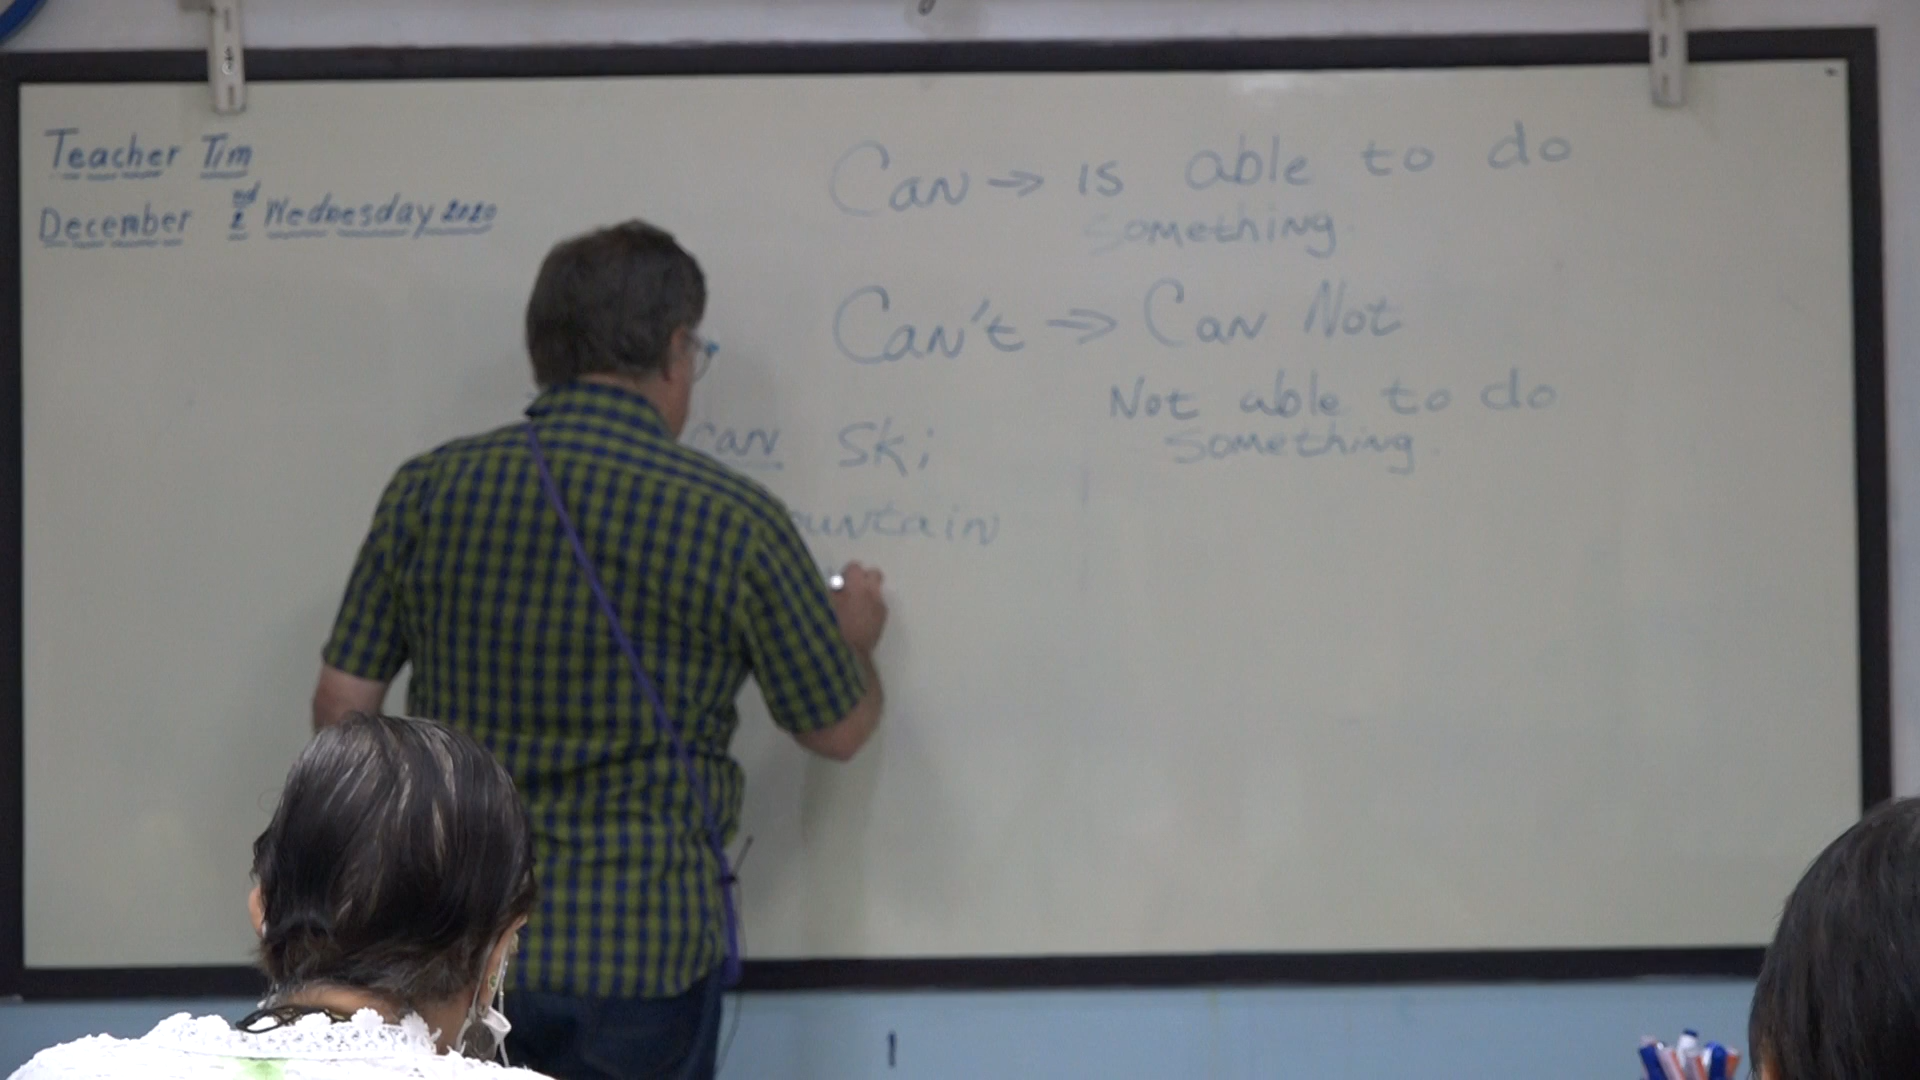 Teacher Tim
December 2nd Wednesday 2020
Can → is able to do
something
Can't → Can Not
Not able to do
something.
can Ski
ountain